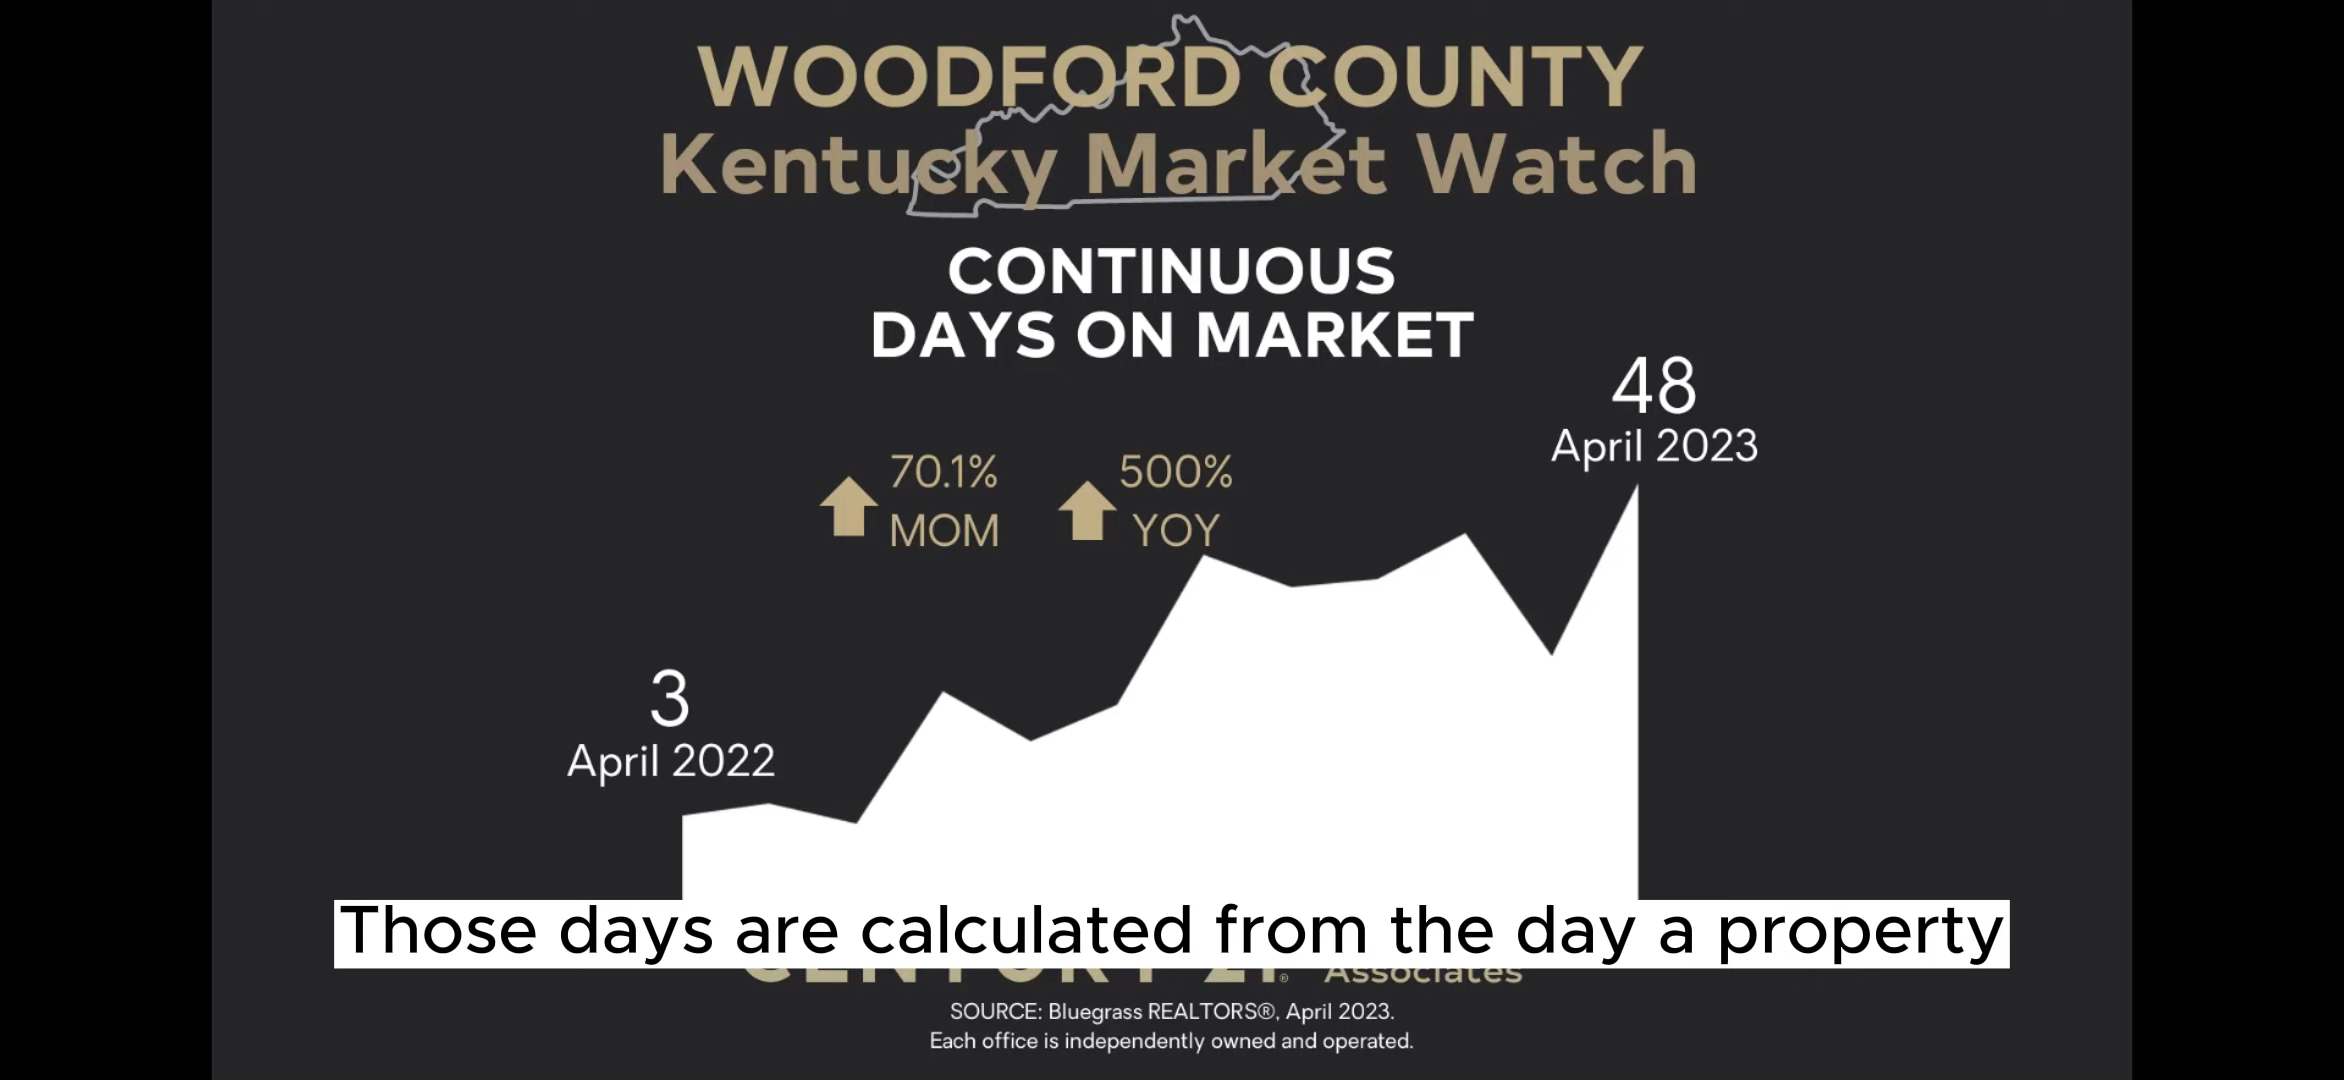 WOODFORD COUNTY
Kentucky Market Watch
CONTINUOUS
DAYS ON MARKET
48
April 2023
70.1%
MOM
500%
YOY
3
April 2022
Those days are calculated from the day a property
CENTURY 21® Associates
SOURCE: Bluegrass REALTORS®, April 2023.
Each office is independently owned and operated.